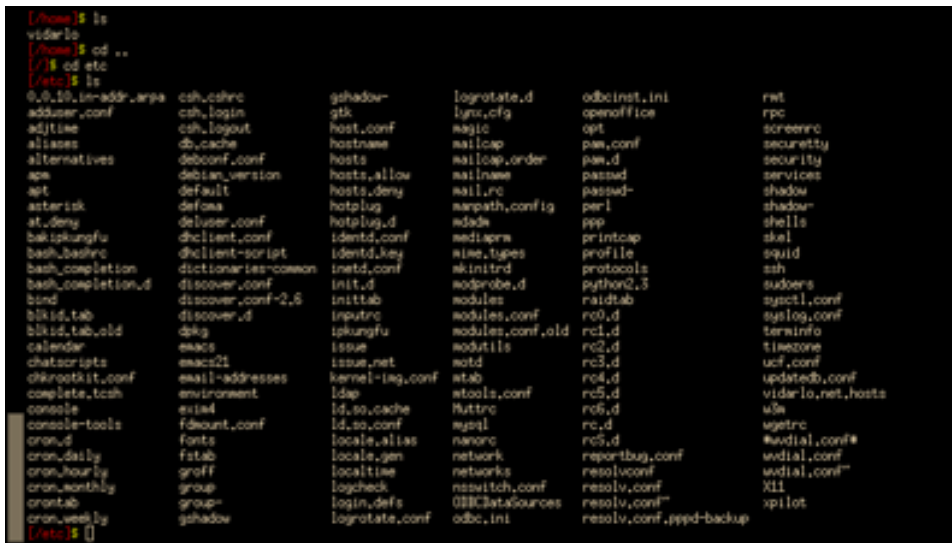 [/home]$ ls
vidarlo
[/home]$ cd ..
[/]$ cd etc
[/etc]$ ls
0.0.10.in-addr.arpa csh.cshrc gshadow- logrotate.d odbcinst.ini rmt
adduser.conf csh.login gtk lynx.cfg openoffice rpc
adjtime csh.logout host.conf magic opt screenrc
aliases db.cache hostname mailcap pam.conf securetty
alternatives debconf.conf hosts mailcap.order pam.d security
apm debian_version hosts.allow mailname passwd services
apt default hosts.deny mail.rc passwd- shadow
asterisk defoma hotplug manpath.config perl shadow-
at.deny deluser.conf hotplug.d mdadm ppp shells
bakipkungfu dhclient.conf identd.conf mediaprm printcap skel
bash.bashrc dhclient-script identd.key mime.types profile squid
bash_completion dictionaries-common inetd.conf mkinitrd protocols ssh
bash_completion.d discover.conf init.d modprobe.d python2.3 sudoers
bind discover.conf-2.6 inittab modules raidtab sysctl.conf
blkid.tab discover.d inputrc modules.conf rc0.d syslog.conf
blkid.tab.old dpkg ipkungfu modules.conf.old rc1.d terminfo
calendar emacs issue modutils rc2.d timezone
chatscripts emacs21 issue.net motd rc3.d ucf.conf
chkrootkit.conf email-addresses kernel-img.conf mtab rc4.d updatedb.conf
complete.tcsh environment ldap mtools.conf rc5.d vidarlo.net.hosts
console exim4 ld.so.cache Muttrc rc6.d w3m
console-tools fdmount.conf ld.so.conf mysql rc.d wgetrc
cron.d fonts locale.alias nanorc rcS.d #wvdial.conf#
cron.daily fstab locale.gen network reportbug.conf wvdial.conf
cron.hourly groff localtime networks resolvconf wvdial.conf~
cron.monthly group logcheck nsswitch.conf resolv.conf X11
crontab group- login.defs ODBCDataSources resolv.conf~ xpilot
cron.weekly gshadow logrotate.conf odbc.ini resolv.conf.pppd-backup
[/etc]$